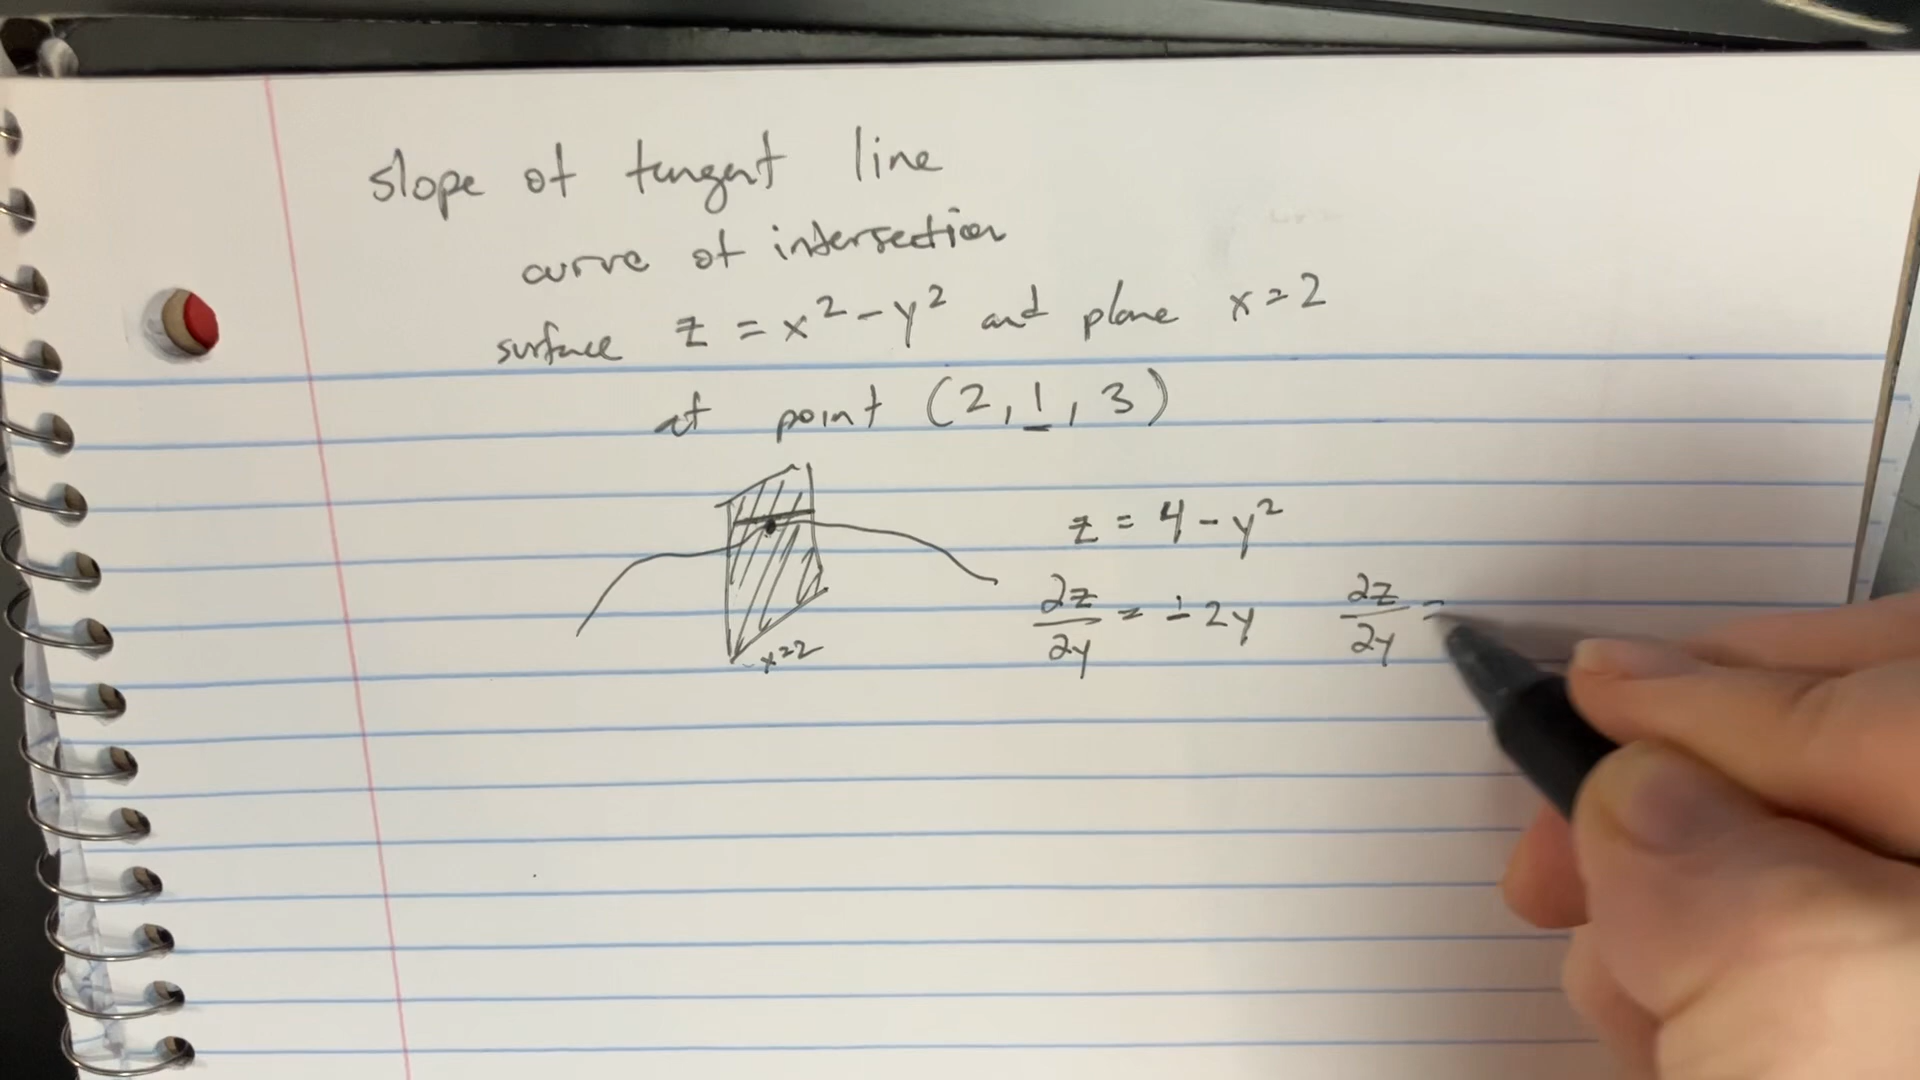 slope of tangent line
curve of intersection
surface z = x² - y² and plane x = 2
at point (2, 1, 3)
z = 4 - y²
∂z/∂y = ÷ 2y ∂z/∂y =
x=2